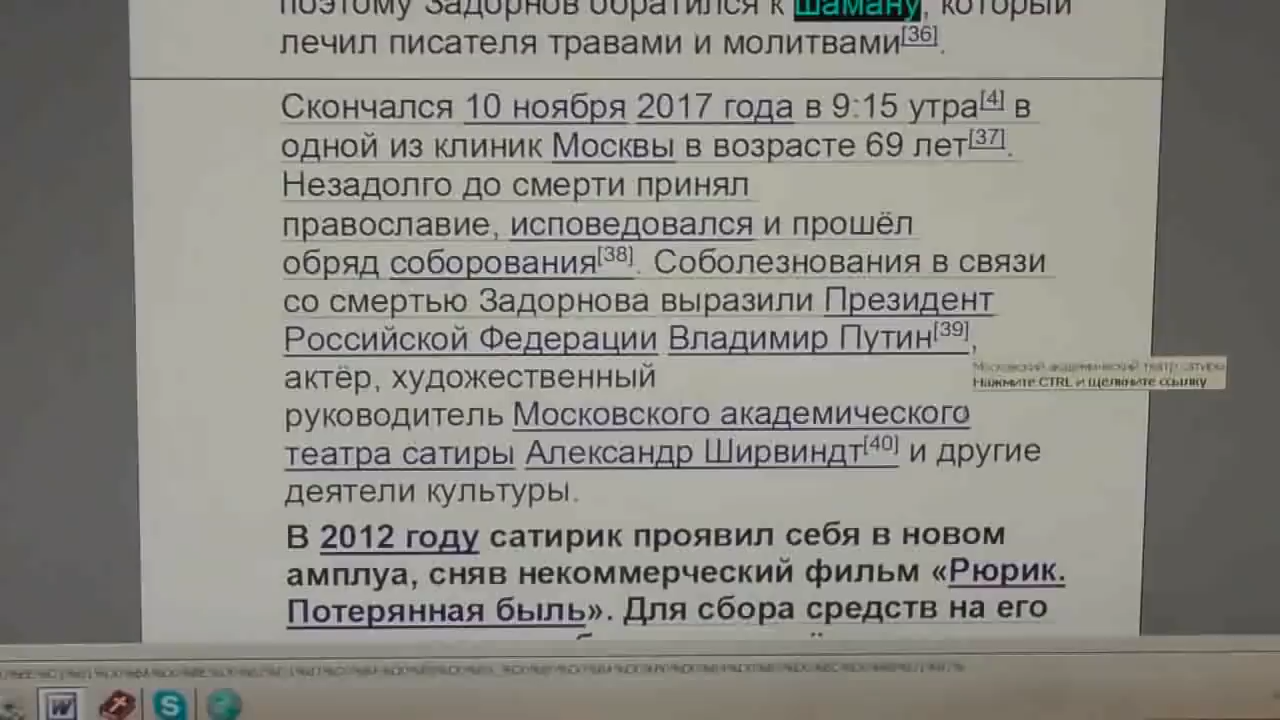 поэтому Задорнов обратился к шаману, который
лечил писателя травами и молитвами[36].
Скончался 10 ноября 2017 года в 9:15 утра[4] в
одной из клиник Москвы в возрасте 69 лет[37].
Незадолго до смерти принял
православие, исповедовался и прошёл
обряд соборования[38]. Соболезнования в связи
со смертью Задорнова выразили Президент
Российской Федерации Владимир Путин[39],
актёр, художественный
руководитель Московского академического
театра сатиры Александр Ширвиндт[40] и другие
деятели культуры.
Московский академический театр сатиры
Нажмите CTRL и щелкните ссылку
В 2012 году сатирик проявил себя в новом
амплуа, сняв некоммерческий фильм «Рюрик.
Потерянная быль». Для сбора средств на его
W
S